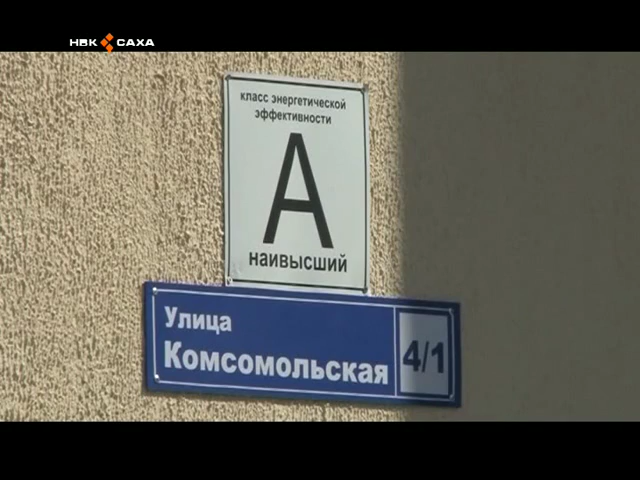 НВК САХА
класс энергетической
эффективности
А
наивысший
Улица
Комсомольская
4/1